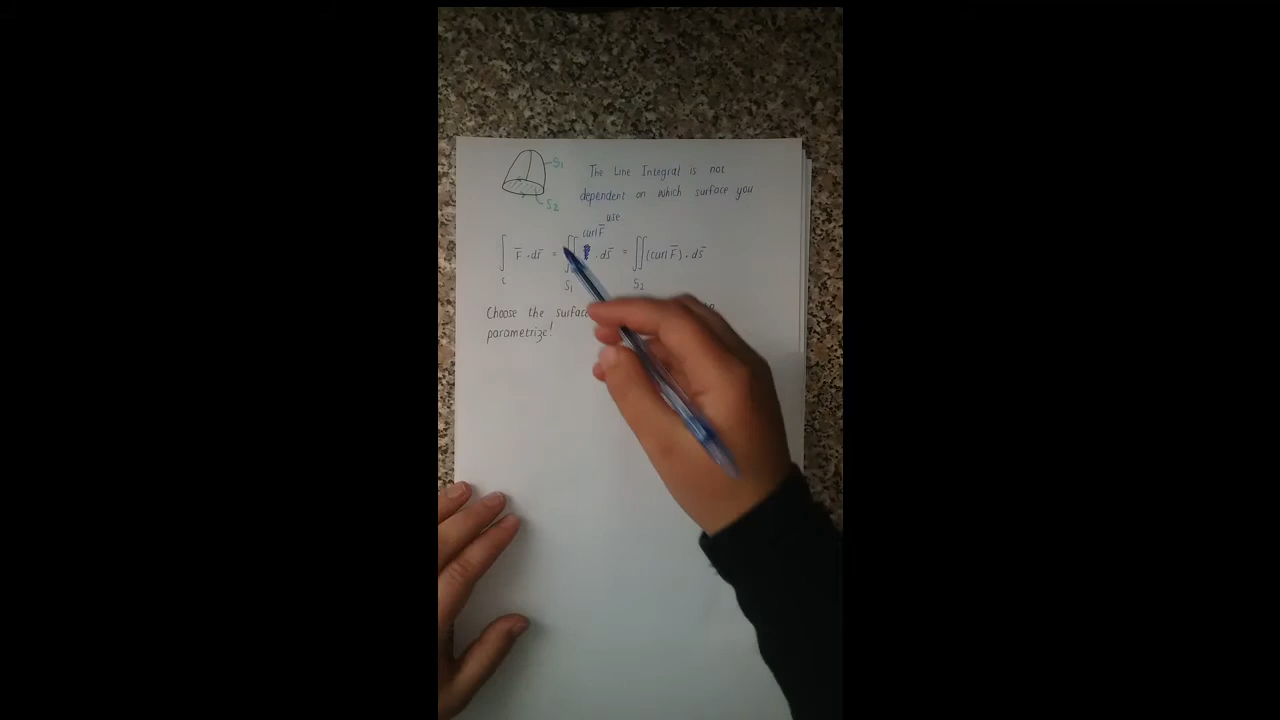 S1
The Line Integral is not
dependent on which surface you
S2
use
curl F̅
∫ F̅ · dr̅ = ∬ · ds̅ = ∬ (curl F̅) · ds̅
c S1 S2
Choose the surface
parametrize!